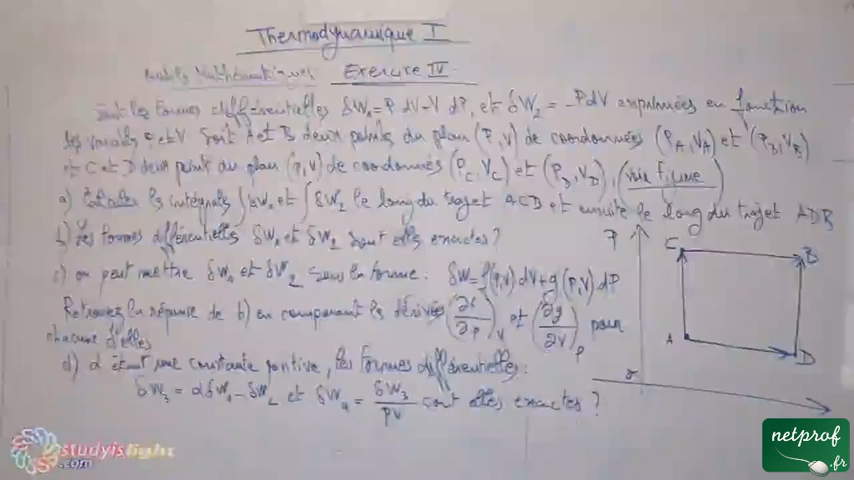 Thermodynamique I
outils Mathématiques Exercice IV
Soit les formes différentielles δW₁ = P dV + V dP, et δW₂ = -PdV exprimées en fonction
des variables P et V Soit A et B deux points du plan (P, V) de coordonnées (P_A, V_A) et (P_B, V_B)
et C et D deux points du plan (P, V) de coordonnées (P_C, V_C) et (P_D, V_D), (voir figure)
a) Calculer les intégrales ∫δW₁ et ∫δW₂ le long du trajet ACB et ensuite le long du trajet ADB
b) Les formes différentielles δW₁ et δW₂ sont elles exactes ?
c) on peut mettre δW₁ et δW₂ sous la forme : δW = f(P,V) dV + g(P,V) dP
Retrouvez la réponse de b) en comparant les dérivées (∂f/∂P)_V et (∂g/∂V)_P pour
chacune d'elles
d) α étant une constante positive, les formes différentielles :
δW₃ = αδW₁ - δW₂ et δW₄ = δW₃/PV sont elles exactes ?
P
C B
A D
studyislight
.com
netprof
.fr